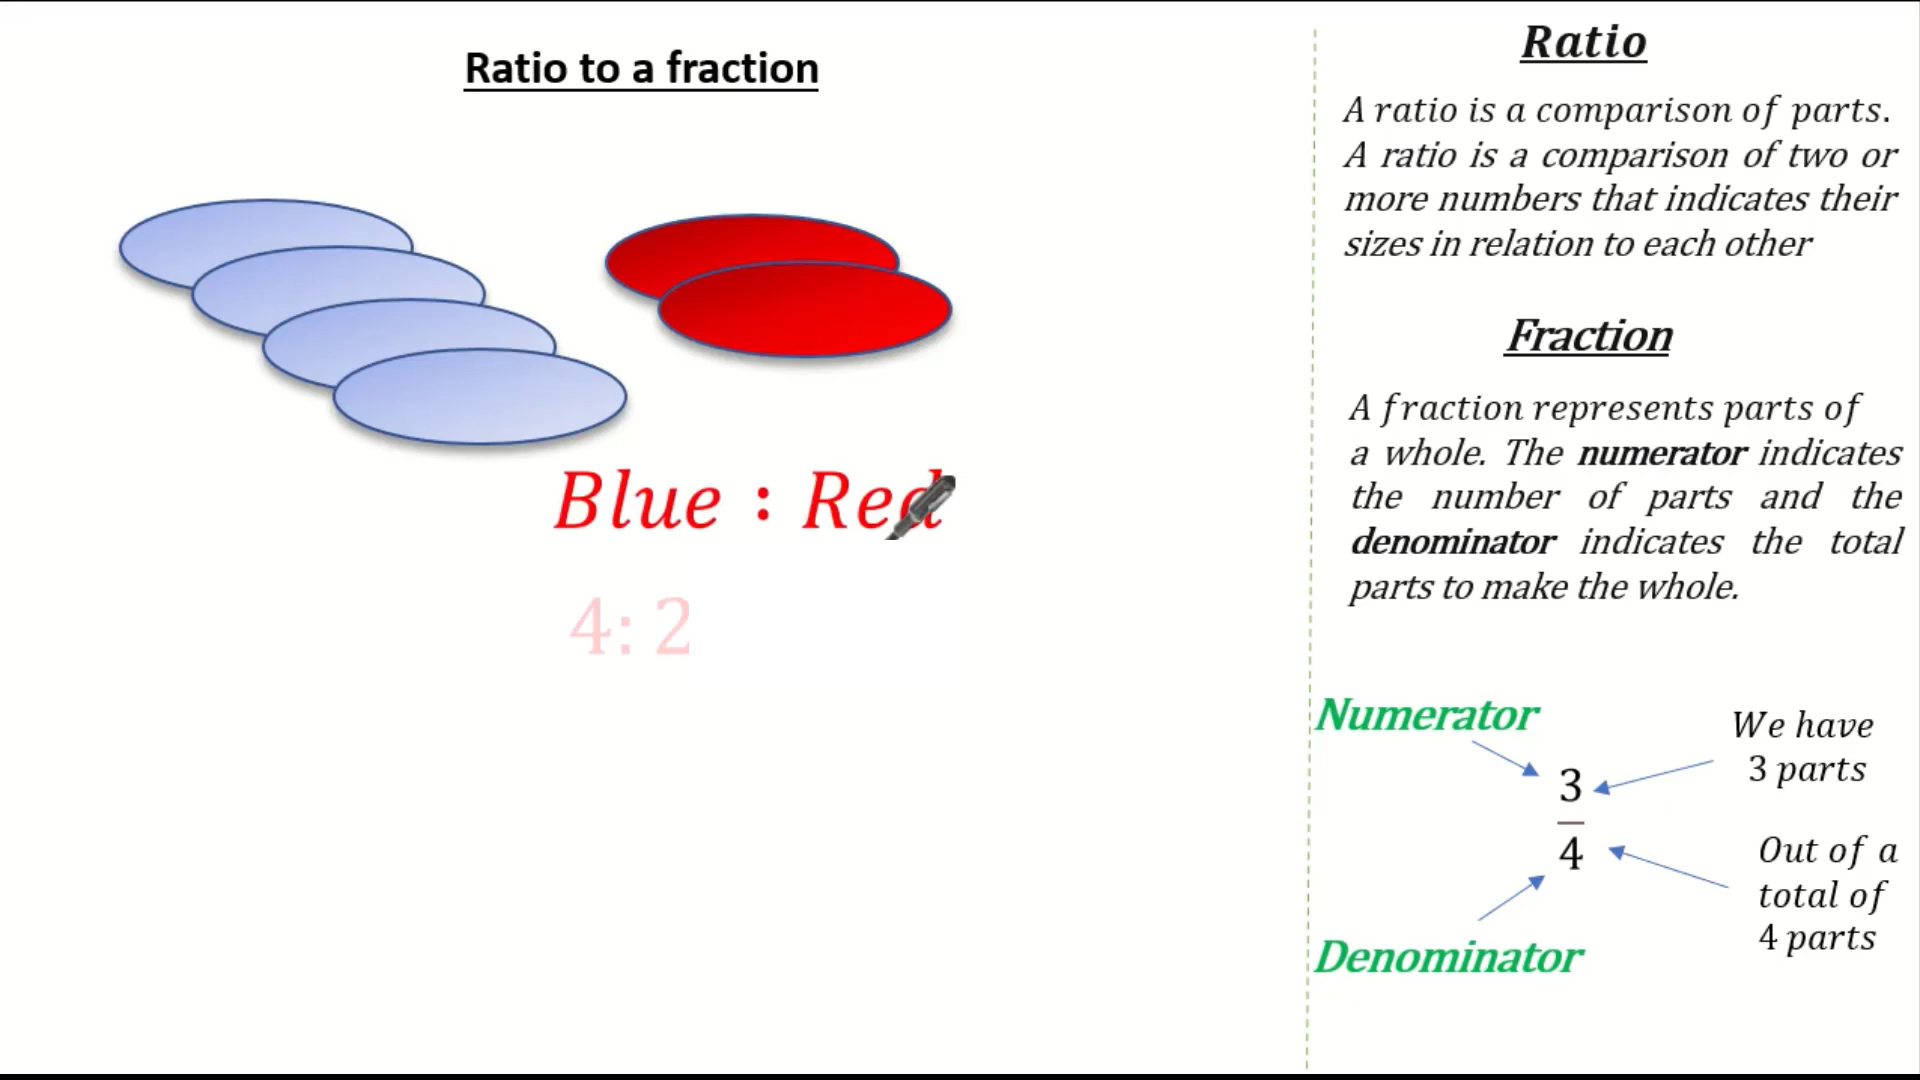 Ratio to a fraction
Blue : Red
4: 2
Ratio
A ratio is a comparison of parts.
A ratio is a comparison of two or
more numbers that indicates their
sizes in relation to each other
Fraction
A fraction represents parts of
a whole. The numerator indicates
the number of parts and the
denominator indicates the total
parts to make the whole.
Numerator
We have
3 parts
3
4
Out of a
total of
4 parts
Denominator